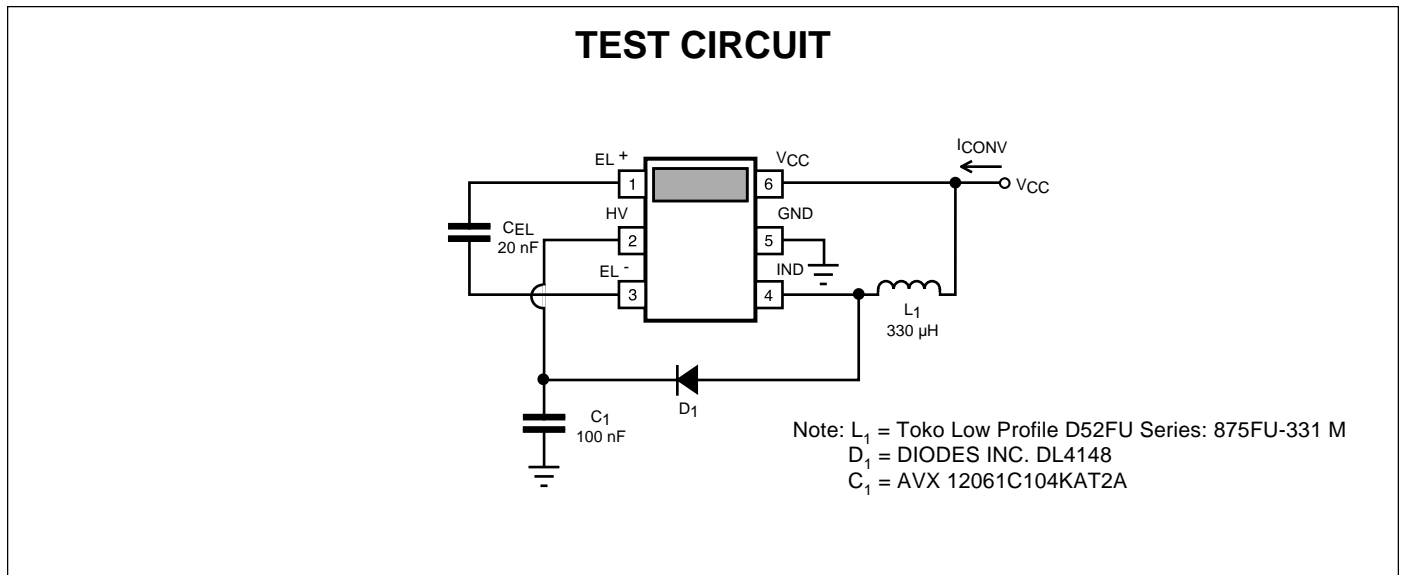 TEST CIRCUIT
ICONV
EL +
VCC
1
6
VCC
HV
GND
CEL
20 nF
2
5
EL -
IND
3
4
L1
330 µH
D1
C1
100 nF
Note: L1 = Toko Low Profile D52FU Series: 875FU-331 M
D1 = DIODES INC. DL4148
C1 = AVX 12061C104KAT2A